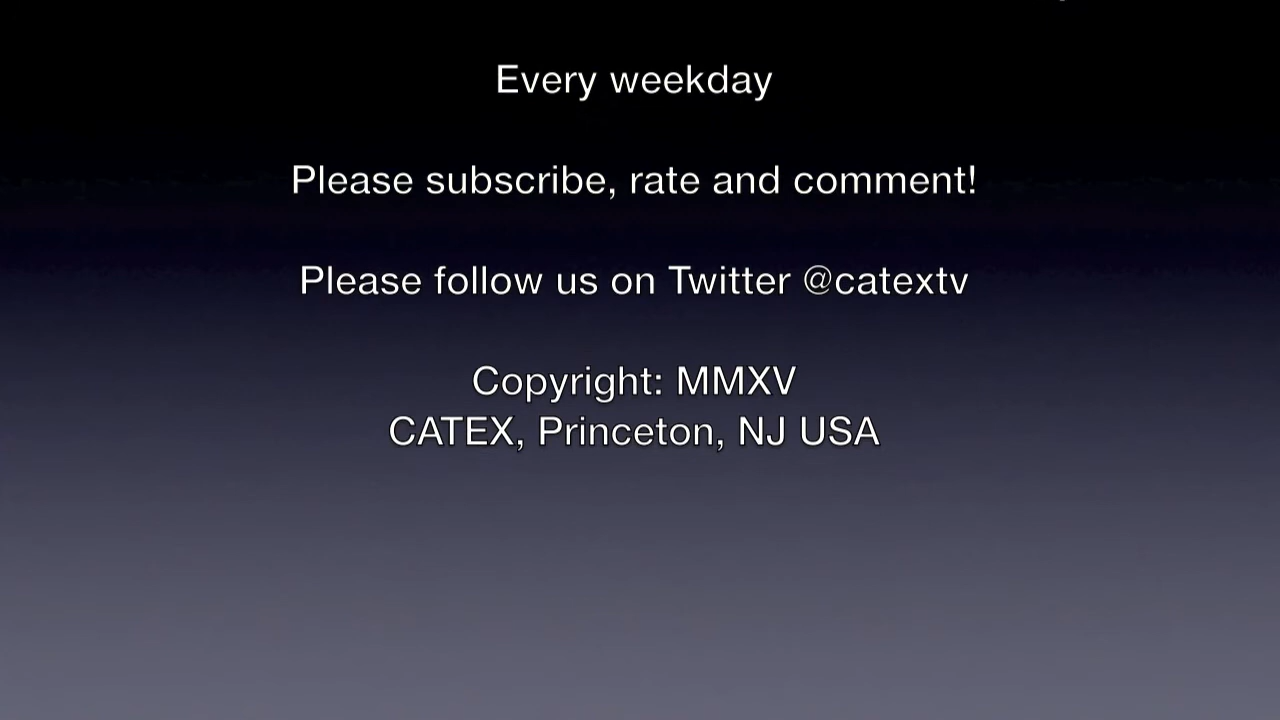 Every weekday
Please subscribe, rate and comment!
Please follow us on Twitter @catextv
Copyright: MMXV
CATEX, Princeton, NJ USA